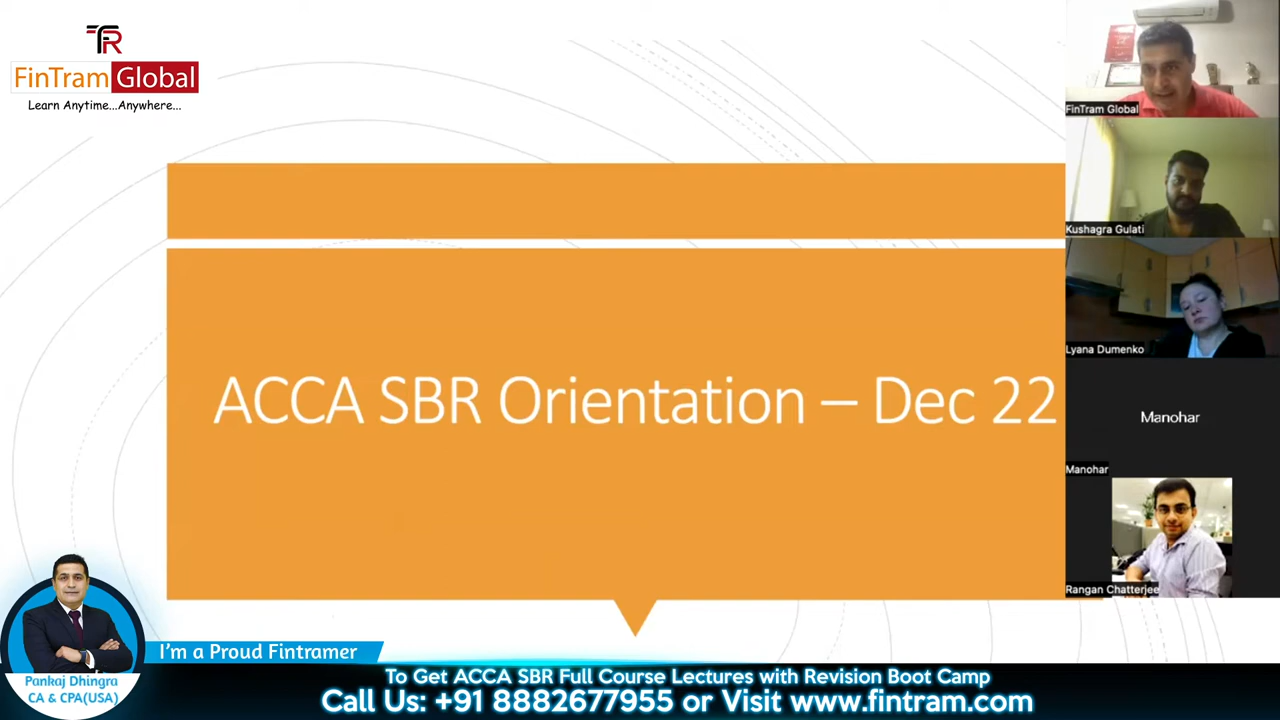 TR
FinTram Global
Learn Anytime...Anywhere...
ACCA SBR Orientation – Dec 22
FinTram Global
Kushagra Gulati
Lyana Dumenko
Manohar
Manohar
Rangan Chatterjee
I'm a Proud Fintramer
Pankaj Dhingra
CA & CPA(USA)
To Get ACCA SBR Full Course Lectures with Revision Boot Camp
Call Us: +91 8882677955 or Visit www.fintram.com